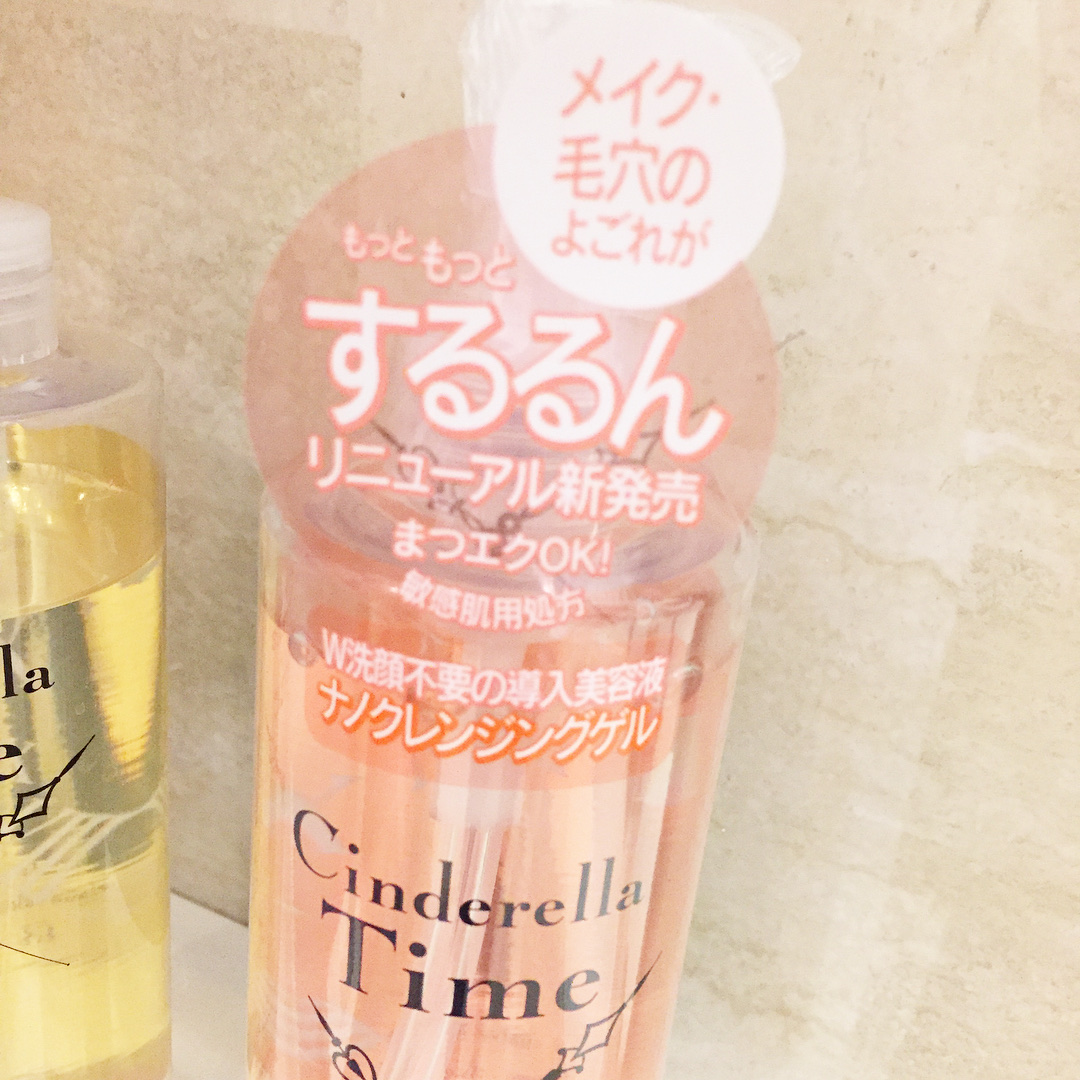 メイク・
毛穴の
よごれが
もっともっと
するるん
リニューアル新発売
まつエクOK!
敏感肌用処方
W洗顔不要の導入美容液
ナノクレンジングゲル
Cinderella
Time
la
e